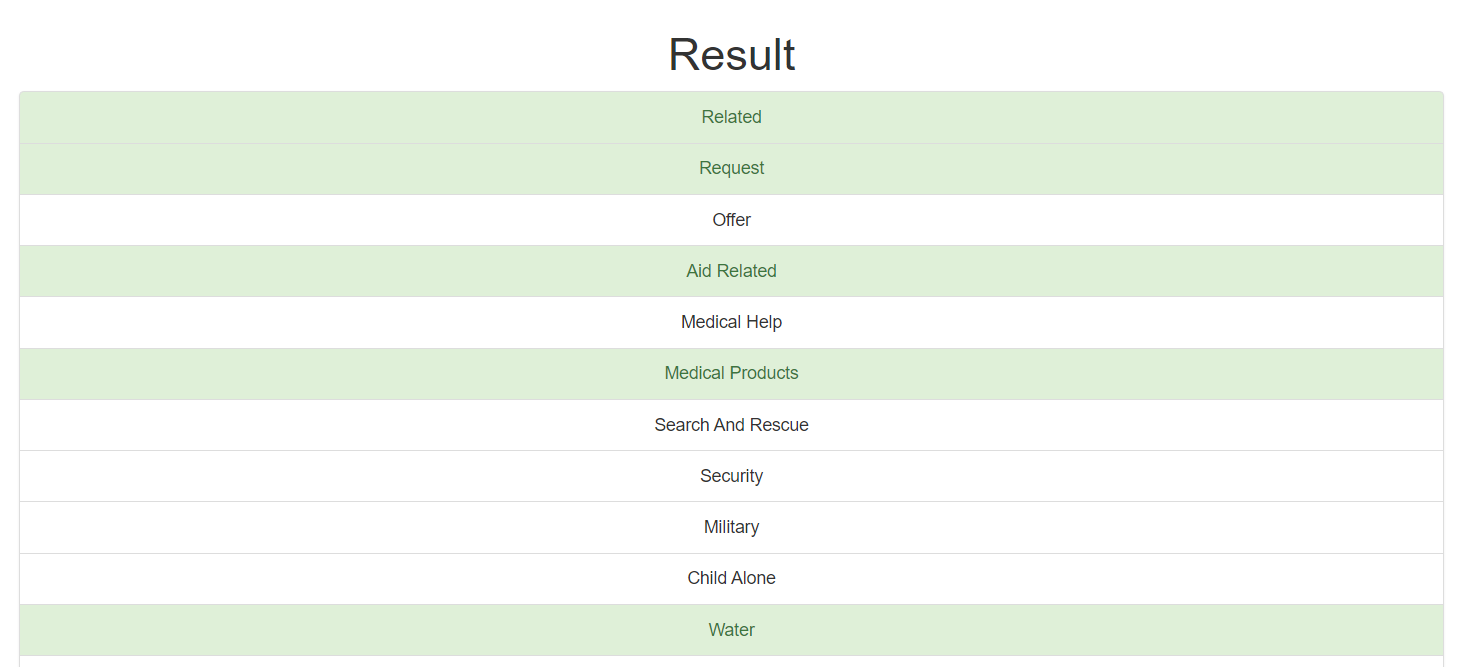 Result
Related
Request
Offer
Aid Related
Medical Help
Medical Products
Search And Rescue
Security
Military
Child Alone
Water